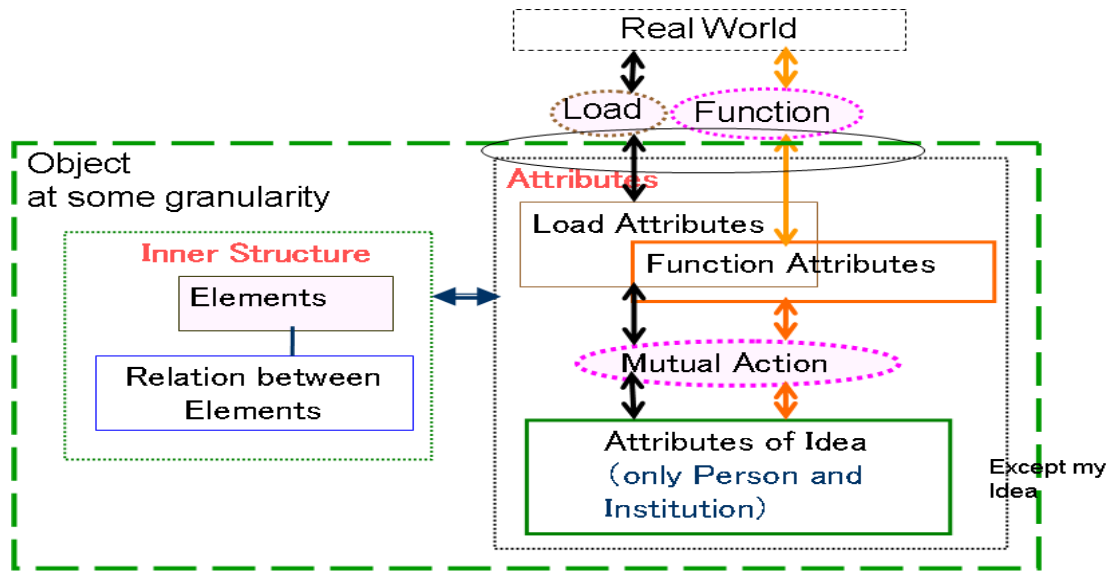 Real World
Load
Function
Object
at some granularity
Attributes
Load Attributes
Inner Structure
Function Attributes
Elements
Mutual Action
Relation between
Elements
Attributes of Idea
（only Person and
Institution）
Except my
Idea